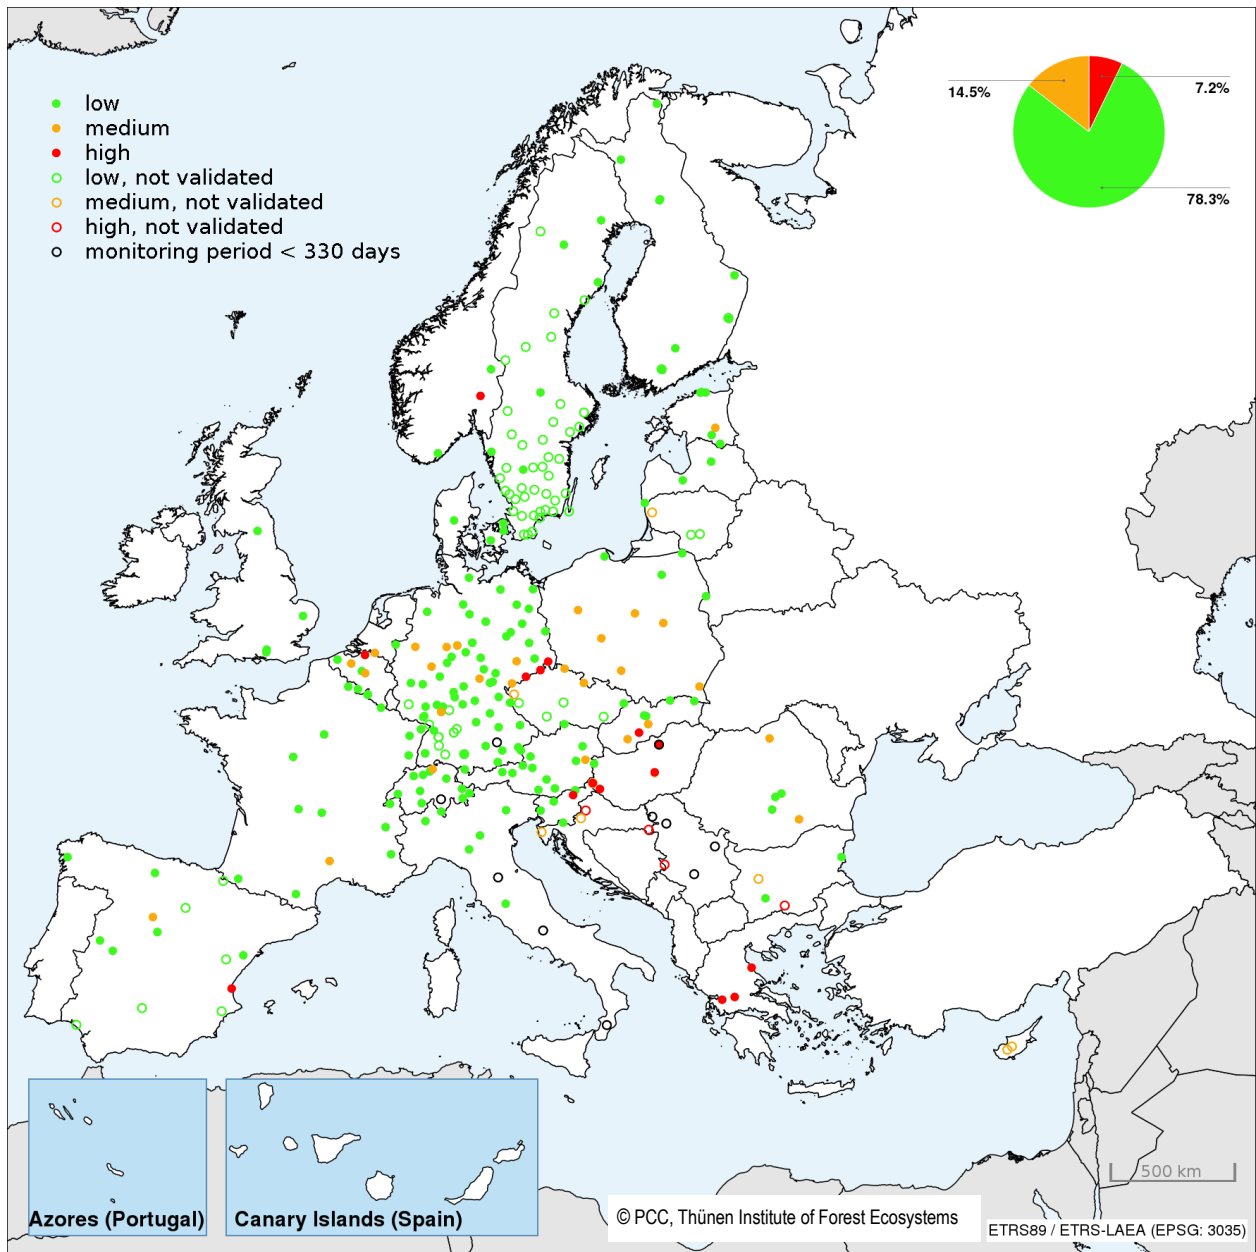 low
medium
high
low, not validated
medium, not validated
high, not validated
monitoring period < 330 days
14.5%
7.2%
78.3%
500 km
Azores (Portugal)
Canary Islands (Spain)
© PCC, Thünen Institute of Forest Ecosystems
ETRS89 / ETRS-LAEA (EPSG: 3035)